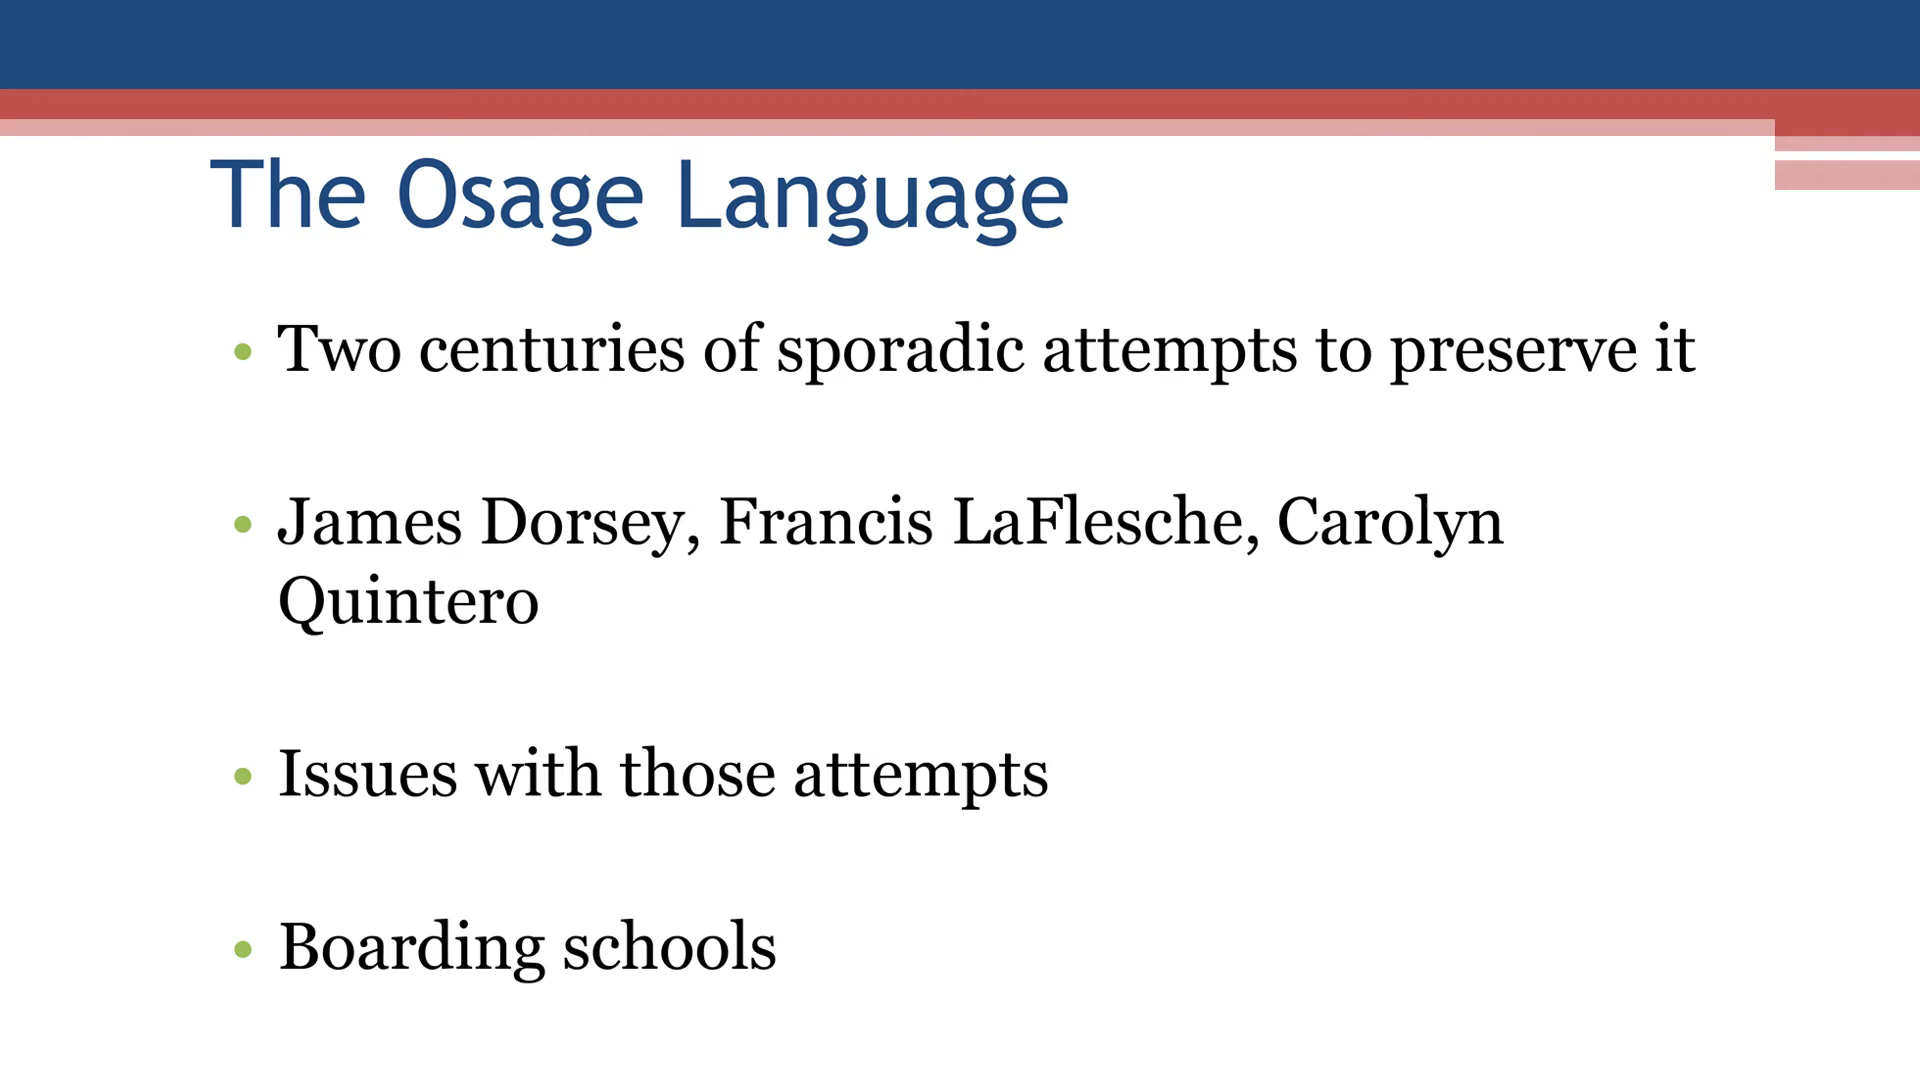 The Osage Language
• Two centuries of sporadic attempts to preserve it
• James Dorsey, Francis LaFlesche, Carolyn
Quintero
• Issues with those attempts
• Boarding schools